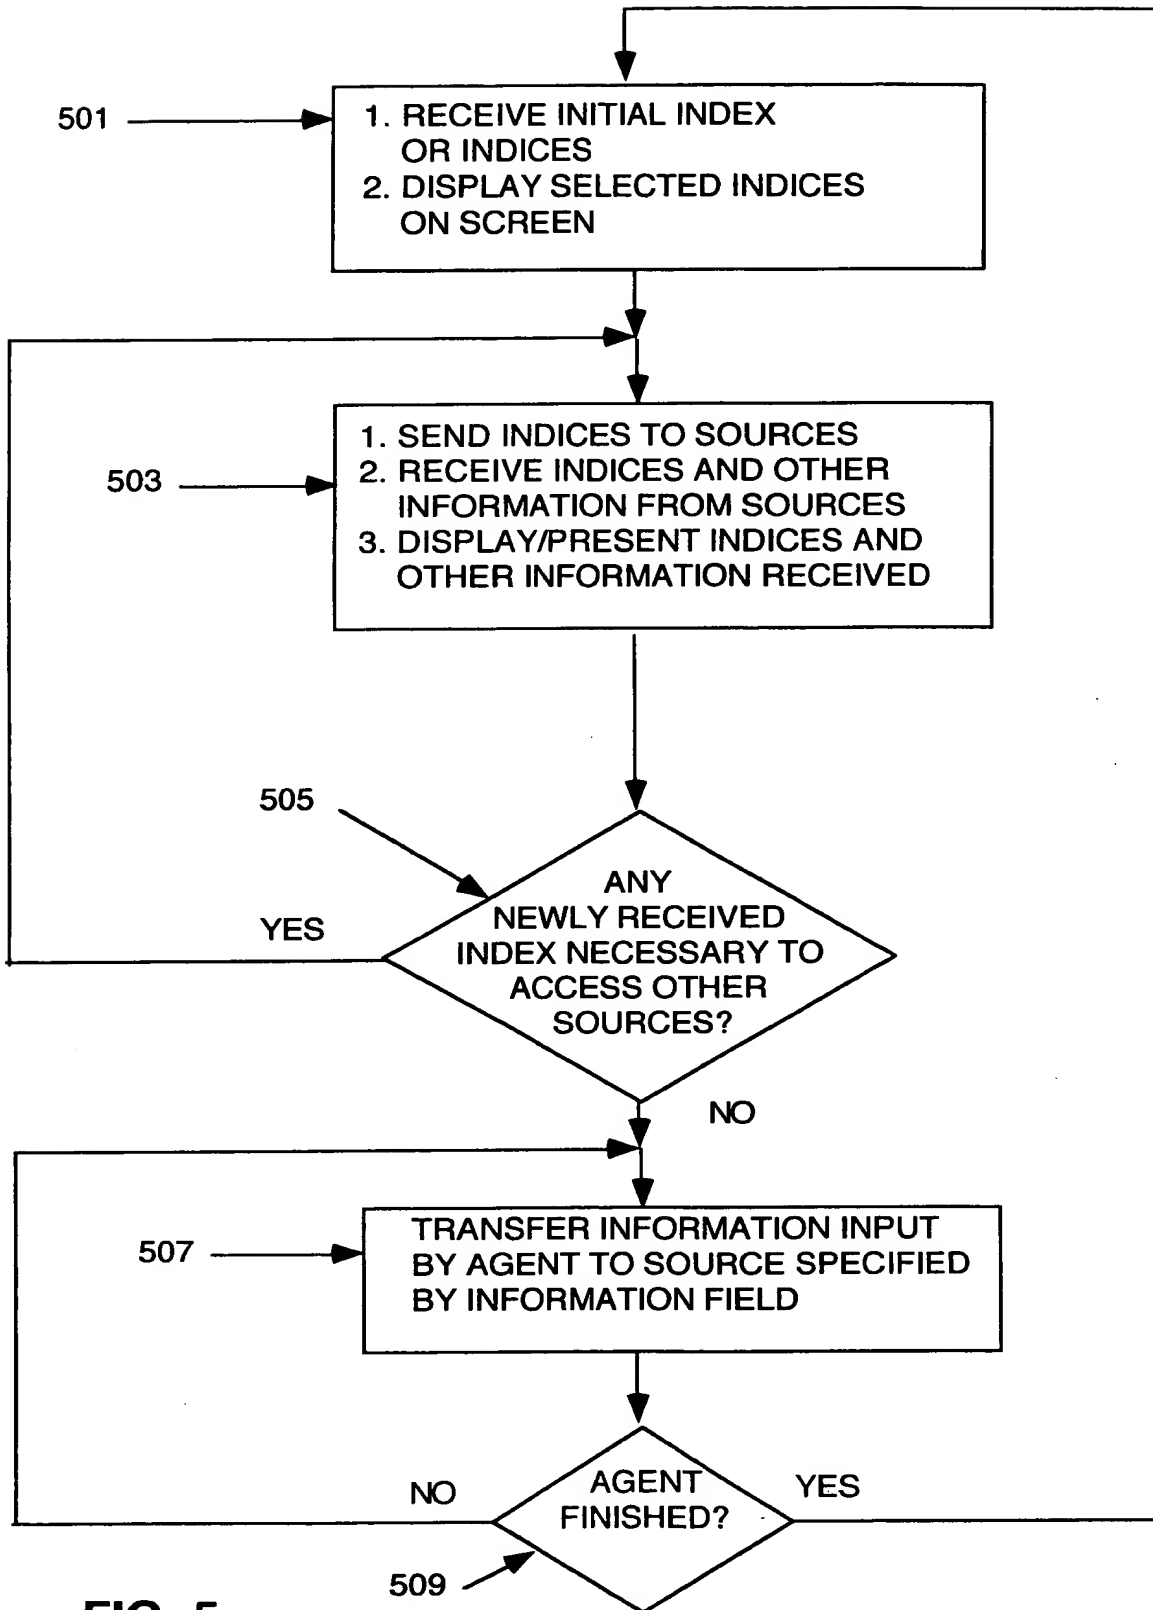 501
1. RECEIVE INITIAL INDEX
OR INDICES
2. DISPLAY SELECTED INDICES
ON SCREEN
503
1. SEND INDICES TO SOURCES
2. RECEIVE INDICES AND OTHER
INFORMATION FROM SOURCES
3. DISPLAY/PRESENT INDICES AND
OTHER INFORMATION RECEIVED
505
ANY
NEWLY RECEIVED
INDEX NECESSARY TO
ACCESS OTHER
SOURCES?
YES
NO
507
TRANSFER INFORMATION INPUT
BY AGENT TO SOURCE SPECIFIED
BY INFORMATION FIELD
NO
AGENT
FINISHED?
YES
509
FIG. 5